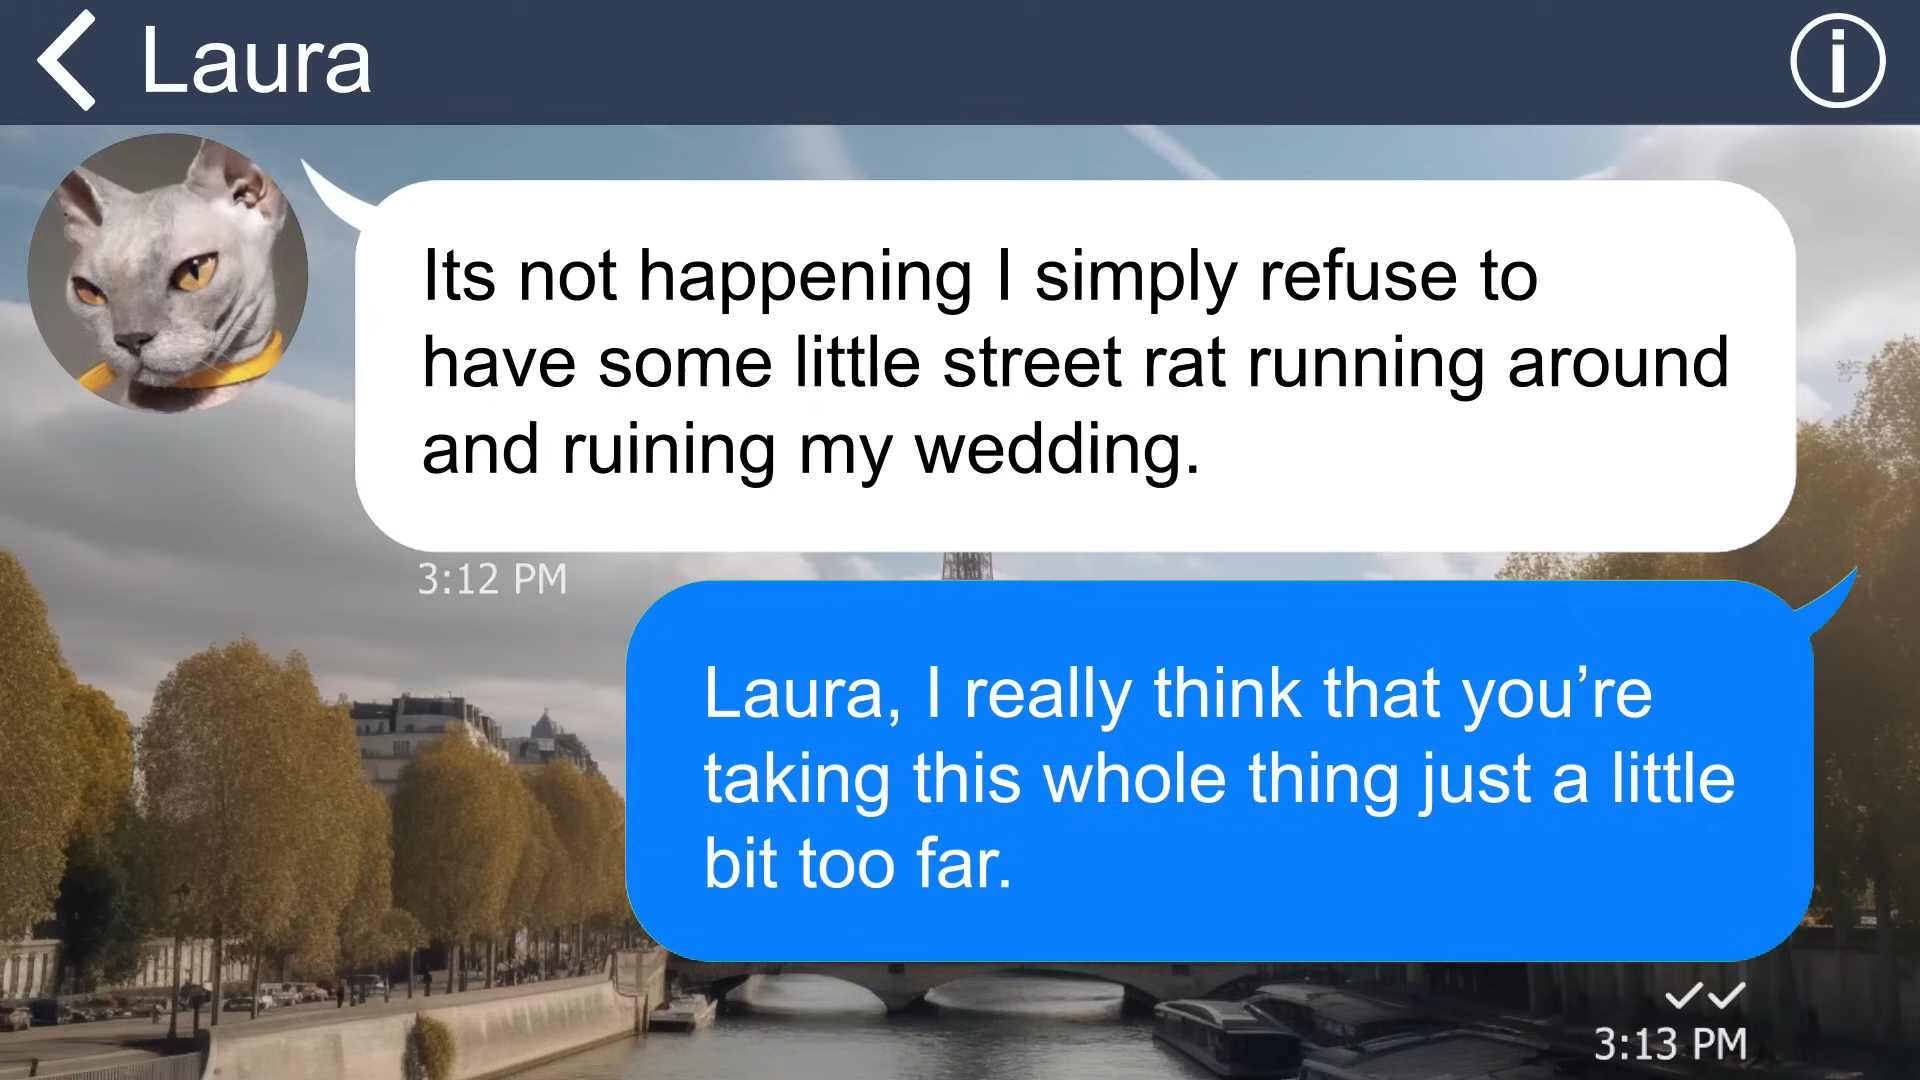 Laura
Its not happening I simply refuse to
have some little street rat running around
and ruining my wedding.
3:12 PM
Laura, I really think that you’re
taking this whole thing just a little
bit too far.
3:13 PM